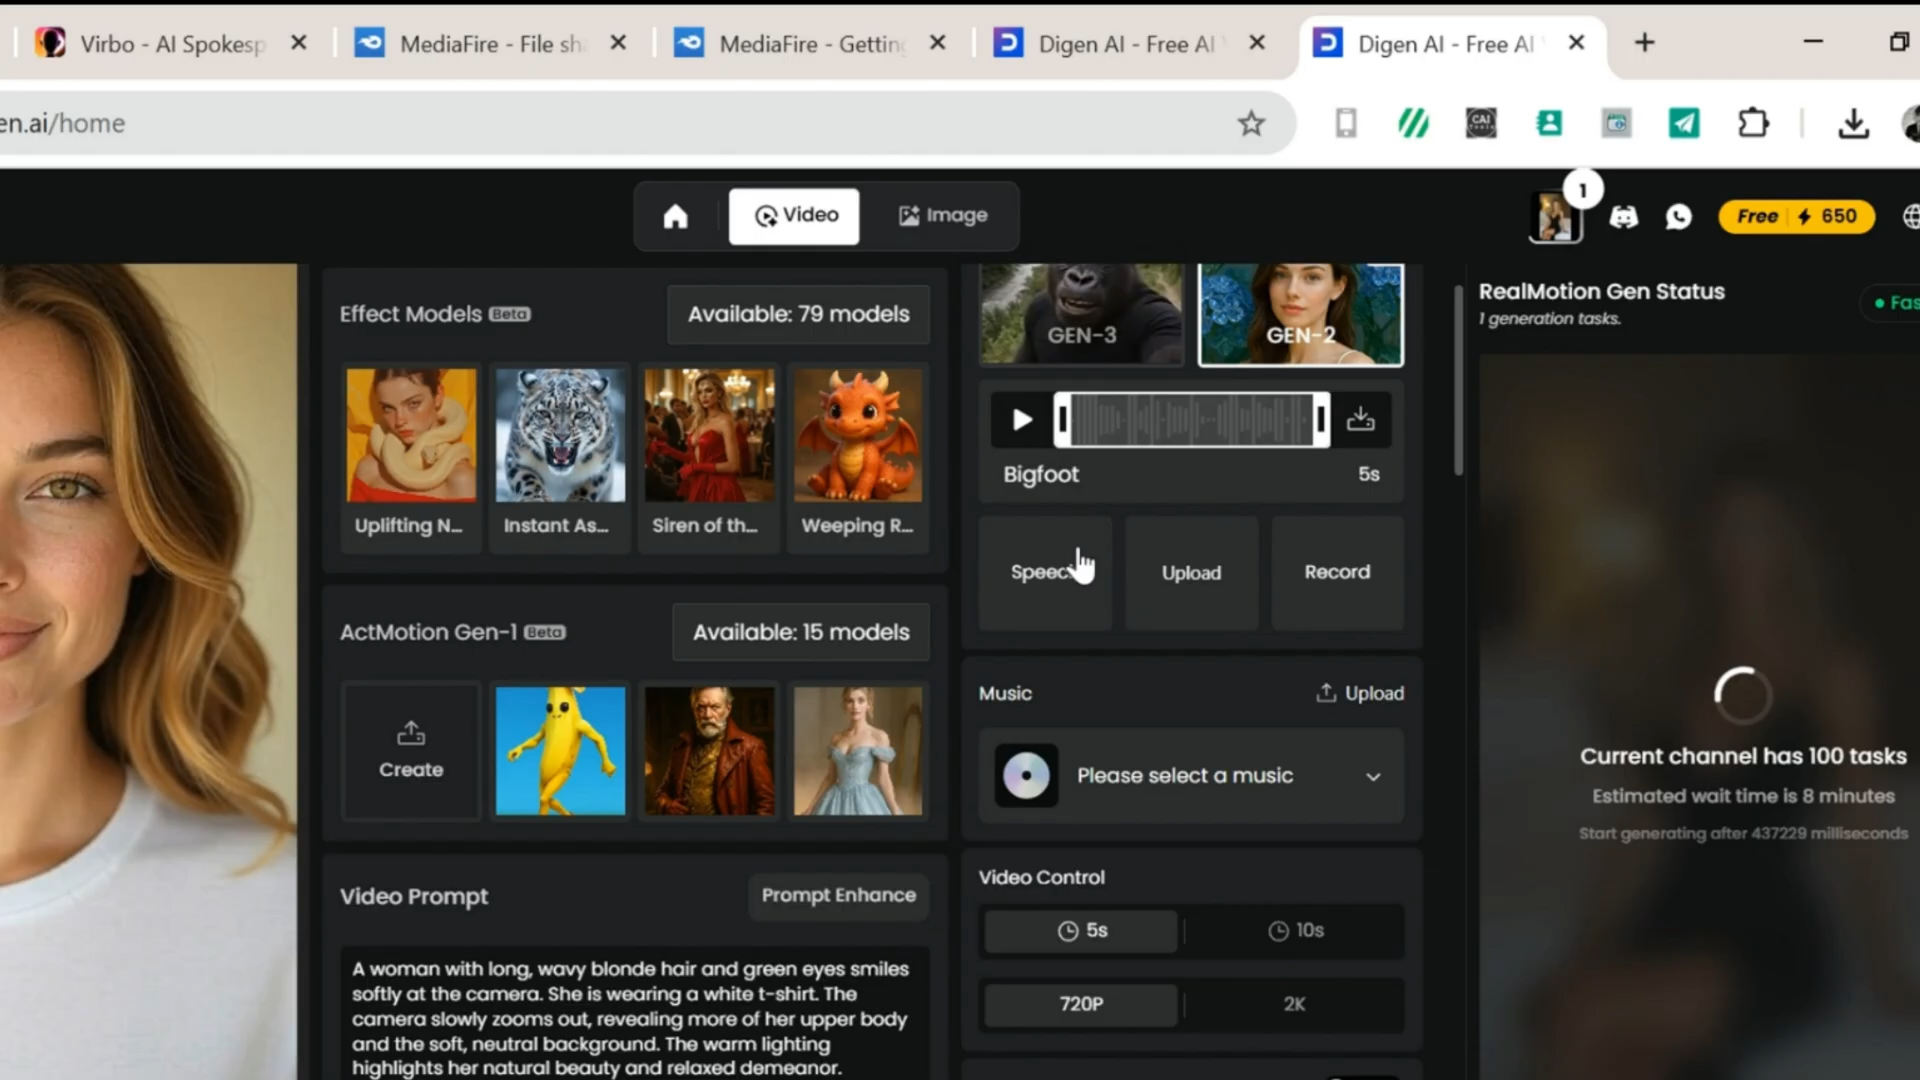 Virbo - AI Spokesp
MediaFire - File sh
MediaFire - Getting
Digen AI - Free AI
Digen AI - Free AI
en.ai/home
CAI
Video
Image
1
Free
650
Effect Models Beta
Available: 79 models
Uplifting N...
Instant As...
Siren of th...
Weeping R...
ActMotion Gen-1 Beta
Available: 15 models
Create
Video Prompt
Prompt Enhance
A woman with long, wavy blonde hair and green eyes smiles
softly at the camera. She is wearing a white t-shirt. The
camera slowly zooms out, revealing more of her upper body
and the soft, neutral background. The warm lighting
highlights her natural beauty and relaxed demeanor.
GEN-3
GEN-2
Bigfoot
5s
Speec
Upload
Record
Music
Upload
Please select a music
Video Control
5s
10s
720P
2K
RealMotion Gen Status
1 generation tasks.
Fas
Current channel has 100 tasks
Estimated wait time is 8 minutes
Start generating after 437229 milliseconds